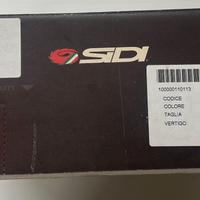 SIDI
100000110113
CODICE
COLORE
TAGLIA
VERTIGO